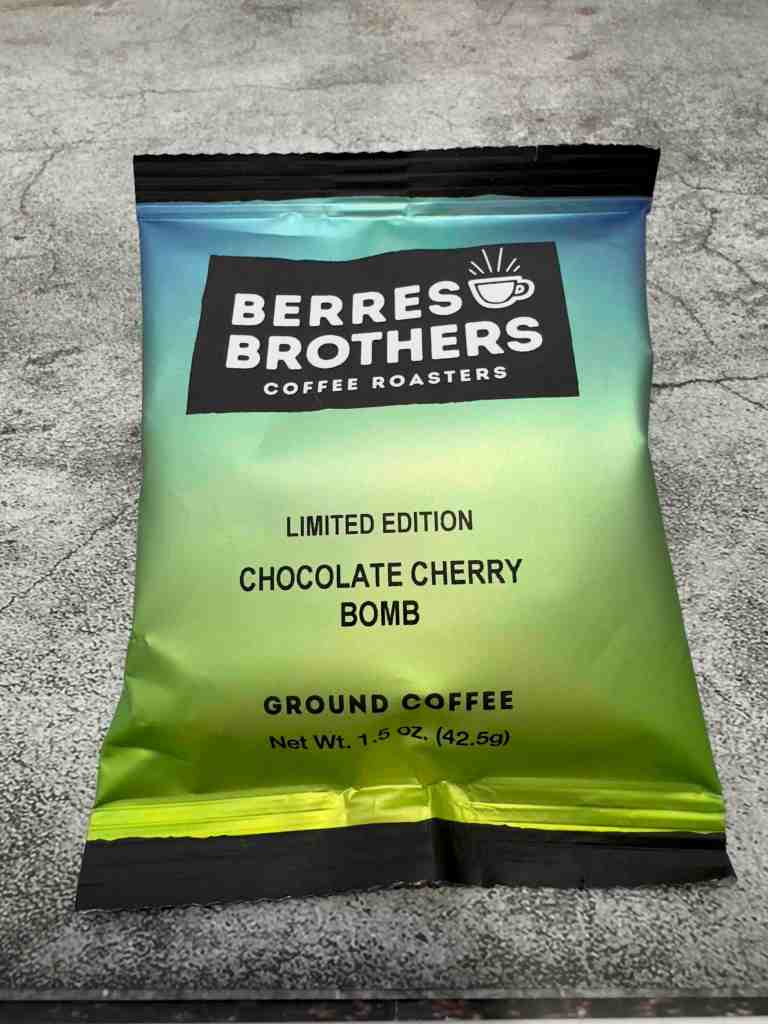 BERRES
BROTHERS
COFFEE ROASTERS
LIMITED EDITION
CHOCOLATE CHERRY
BOMB
GROUND COFFEE
Net Wt. 1.5 oz. (42.5g)